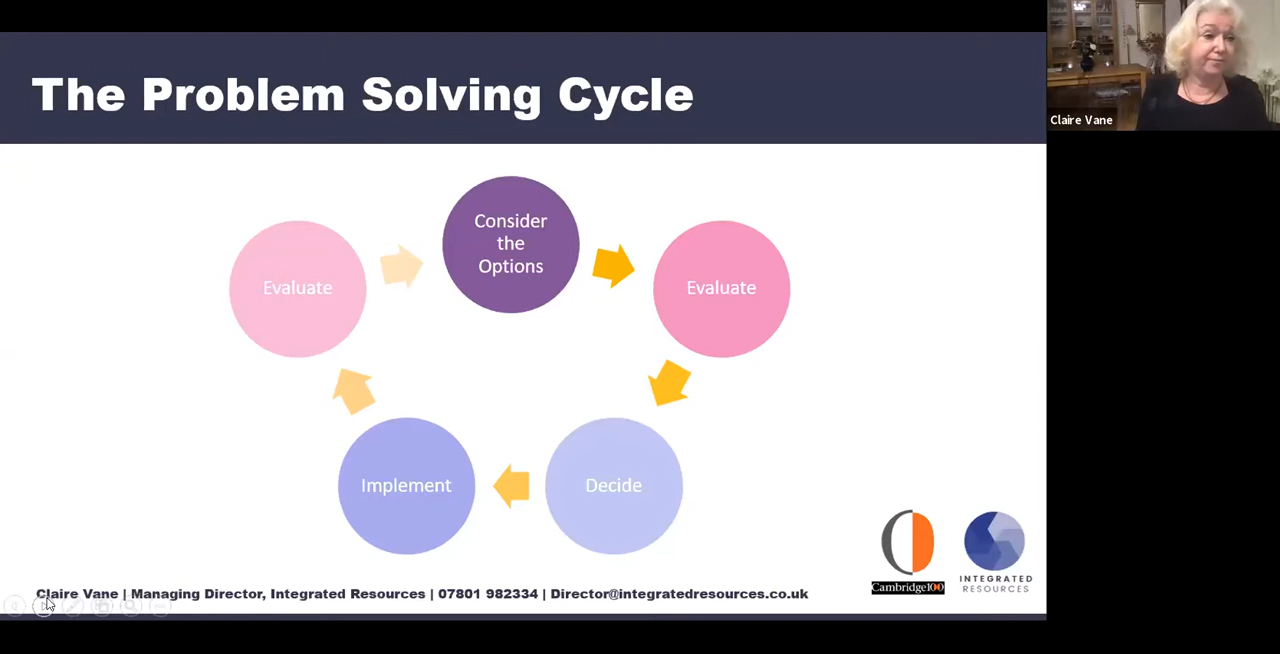 The Problem Solving Cycle
Claire Vane
Consider
the
Options
Evaluate
Evaluate
Implement
Decide
Cambridge100
INTEGRATED
RESOURCES
Claire Vane | Managing Director, Integrated Resources | 07801 982334 | Director@integratedresources.co.uk